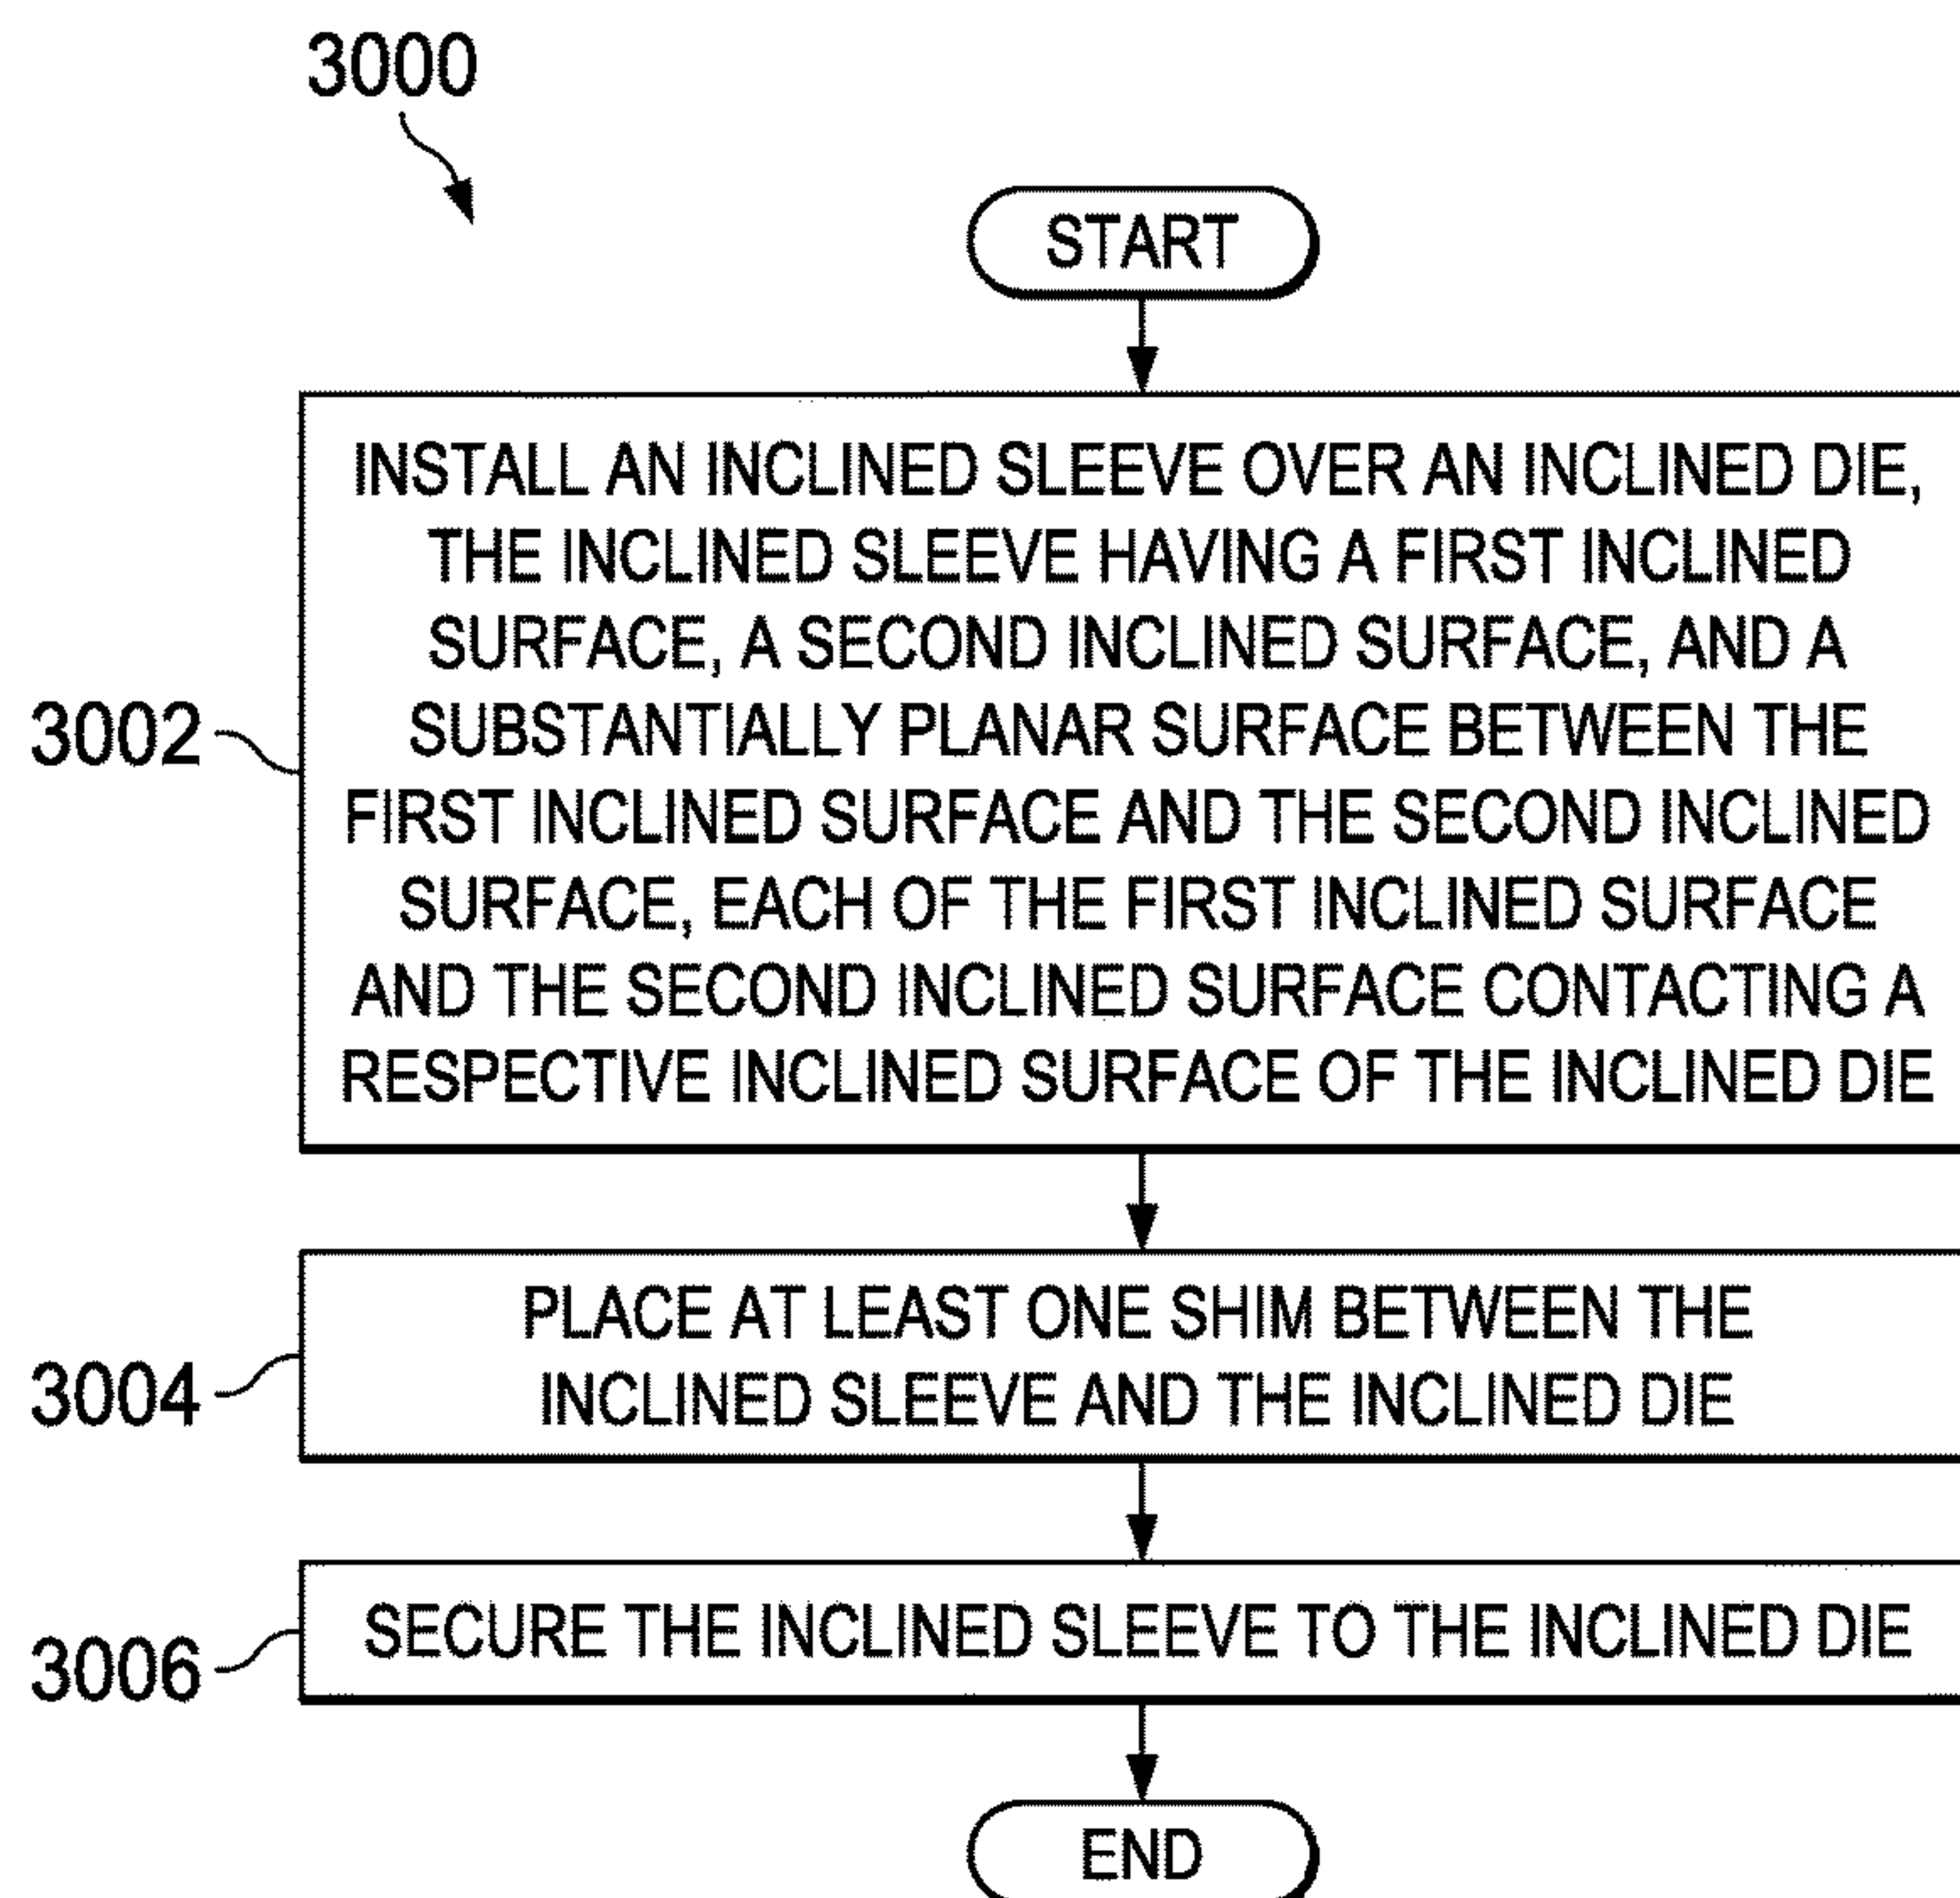 3000
START
3002
INSTALL AN INCLINED SLEEVE OVER AN INCLINED DIE,
THE INCLINED SLEEVE HAVING A FIRST INCLINED
SURFACE, A SECOND INCLINED SURFACE, AND A
SUBSTANTIALLY PLANAR SURFACE BETWEEN THE
FIRST INCLINED SURFACE AND THE SECOND INCLINED
SURFACE, EACH OF THE FIRST INCLINED SURFACE
AND THE SECOND INCLINED SURFACE CONTACTING A
RESPECTIVE INCLINED SURFACE OF THE INCLINED DIE
3004
PLACE AT LEAST ONE SHIM BETWEEN THE
INCLINED SLEEVE AND THE INCLINED DIE
3006
SECURE THE INCLINED SLEEVE TO THE INCLINED DIE
END